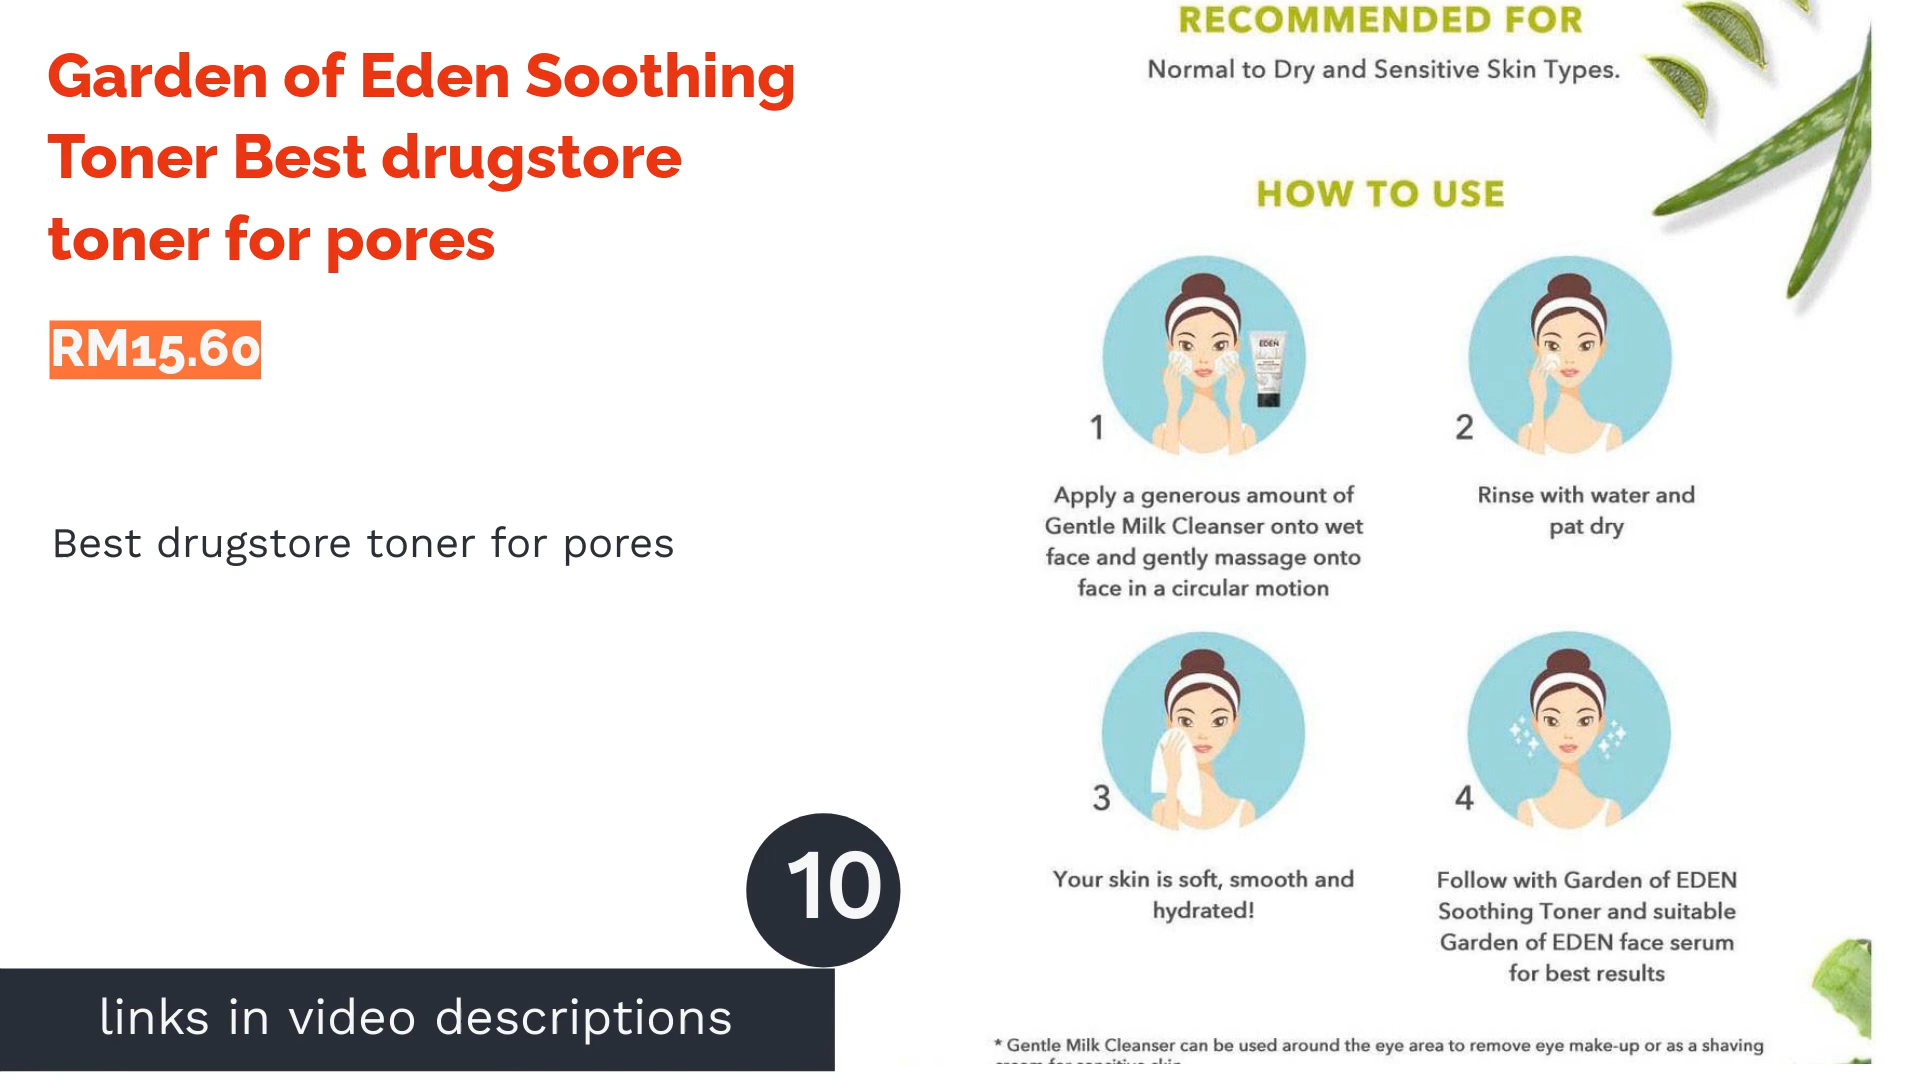 Garden of Eden Soothing
Toner Best drugstore
toner for pores
RM15.60
Best drugstore toner for pores
10
links in video descriptions
RECOMMENDED FOR
Normal to Dry and Sensitive Skin Types.
HOW TO USE
EDEN
1
Apply a generous amount of
Gentle Milk Cleanser onto wet
face and gently massage onto
face in a circular motion
2
Rinse with water and
pat dry
3
Your skin is soft, smooth and
hydrated!
4
Follow with Garden of EDEN
Soothing Toner and suitable
Garden of EDEN face serum
for best results
* Gentle Milk Cleanser can be used around the eye area to remove eye make-up or as a shaving